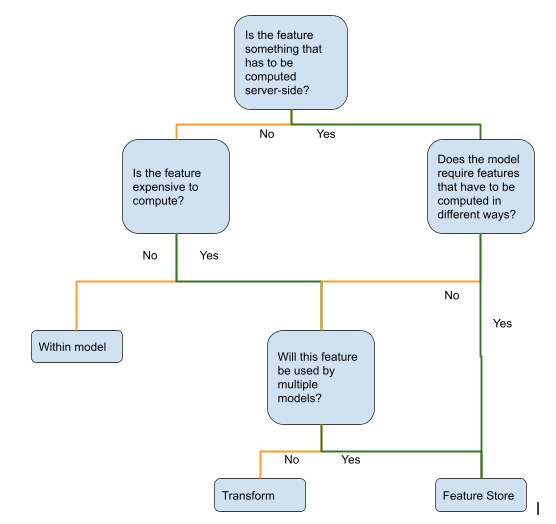 Is the feature
something that
has to be
computed
server-side?
No
Yes
Is the feature
expensive to
compute?
Does the model
require features
that have to be
computed in
different ways?
No
Yes
No
Yes
Within model
Will this feature
be used by
multiple
models?
No
Yes
Transform
Feature Store